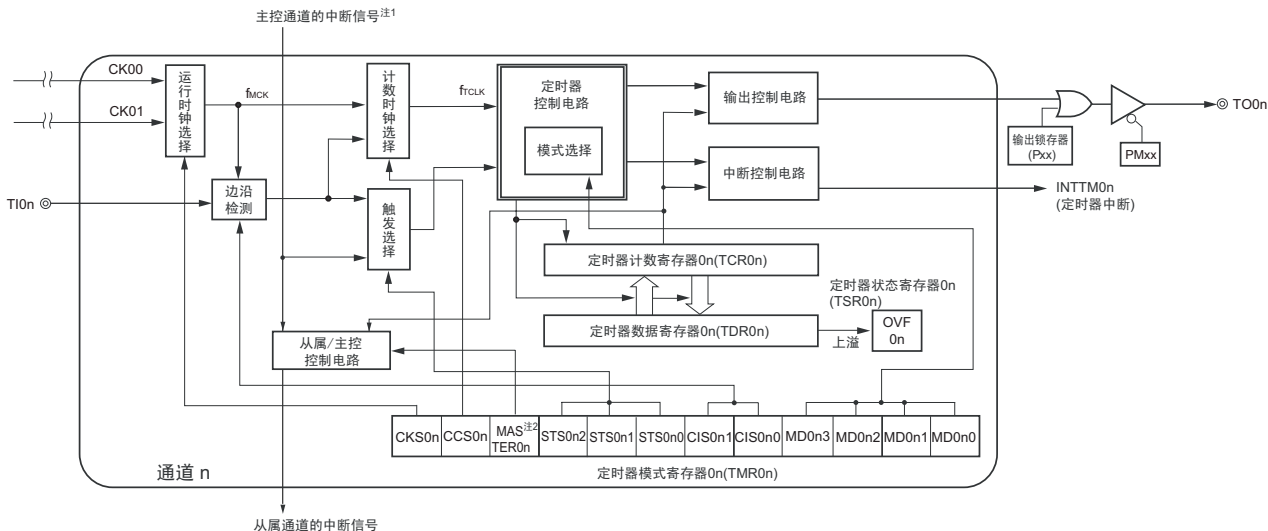 主控通道的中断信号注1
CK00
CK01
运行时钟选择
fMCK
计数时钟选择
fTCLK
定时器
控制电路
模式选择
输出控制电路
输出锁存器
(Pxx)
PMxx
TO0n
中断控制电路
INTTM0n
(定时器中断)
TI0n
边沿
检测
触发选择
定时器计数寄存器0n(TCR0n)
定时器状态寄存器0n
(TSR0n)
定时器数据寄存器0n(TDR0n)
上溢
OVF
0n
从属/主控
控制电路
CKS0n
CCS0n
MAS注2
TER0n
STS0n2
STS0n1
STS0n0
CIS0n1
CIS0n0
MD0n3
MD0n2
MD0n1
MD0n0
通道 n
定时器模式寄存器0n(TMR0n)
从属通道的中断信号